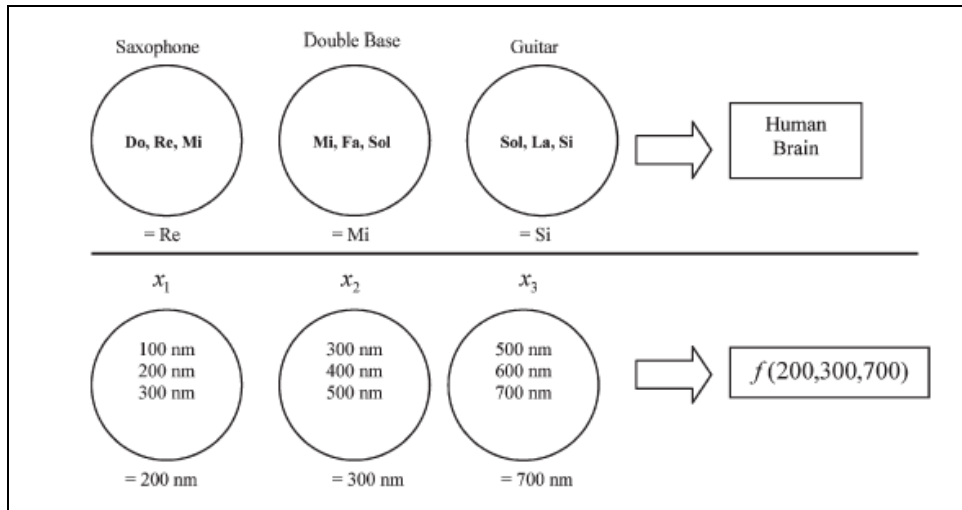 Saxophone Double Base Guitar
Do, Re, Mi Mi, Fa, Sol Sol, La, Si Human Brain
= Re = Mi = Si
x₁ x₂ x₃
100 nm 300 nm 500 nm
200 nm 400 nm 600 nm f(200,300,700)
300 nm 500 nm 700 nm
= 200 nm = 300 nm = 700 nm